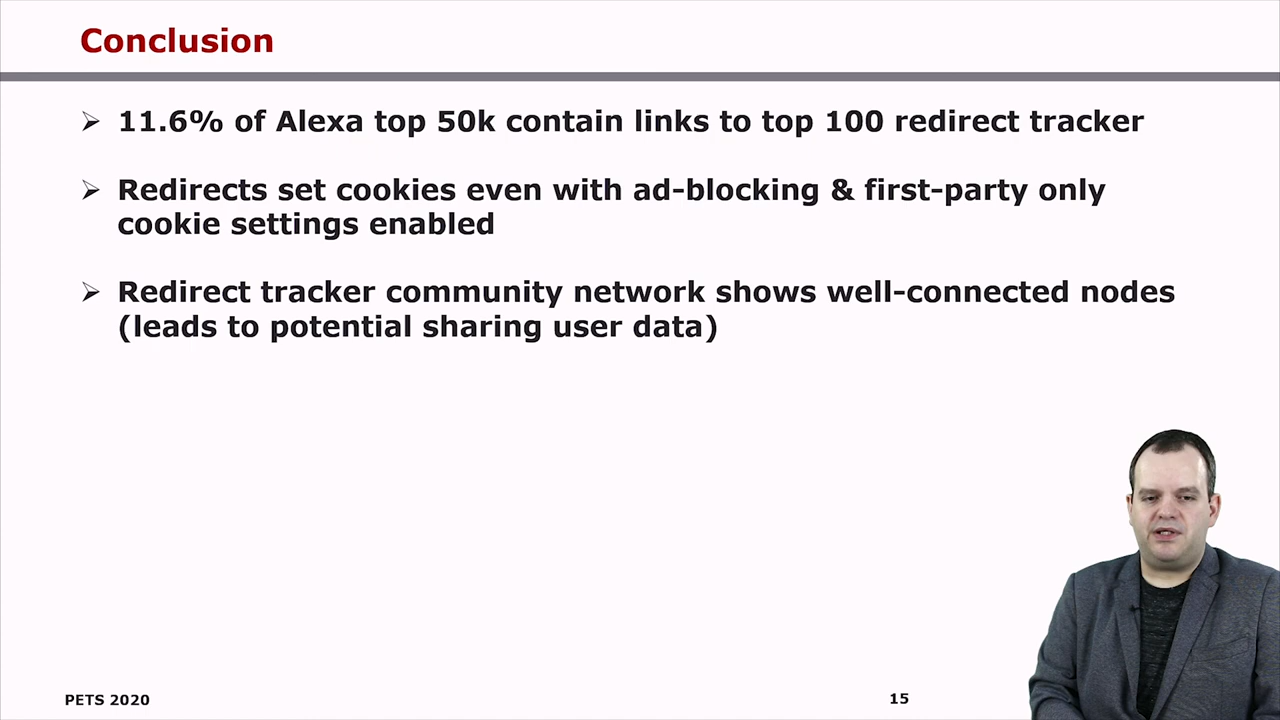 Conclusion
➢ 11.6% of Alexa top 50k contain links to top 100 redirect tracker
➢ Redirects set cookies even with ad-blocking & first-party only
cookie settings enabled
➢ Redirect tracker community network shows well-connected nodes
(leads to potential sharing user data)
PETS 2020
15